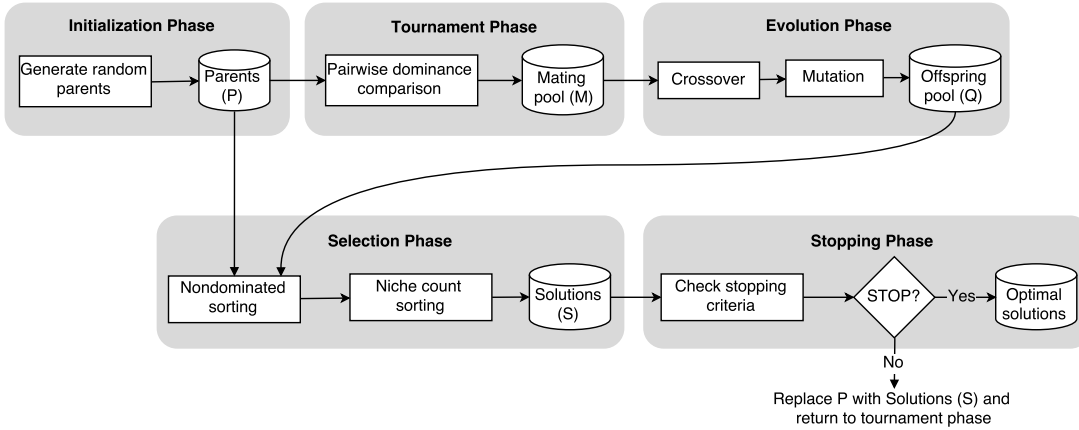 Initialization Phase
Generate random
parents
Parents
(P)
Tournament Phase
Pairwise dominance
comparison
Mating
pool (M)
Evolution Phase
Crossover
Mutation
Offspring
pool (Q)
Selection Phase
Nondominated
sorting
Niche count
sorting
Solutions
(S)
Stopping Phase
Check stopping
criteria
STOP?
Yes
Optimal
solutions
No
Replace P with Solutions (S) and
return to tournament phase